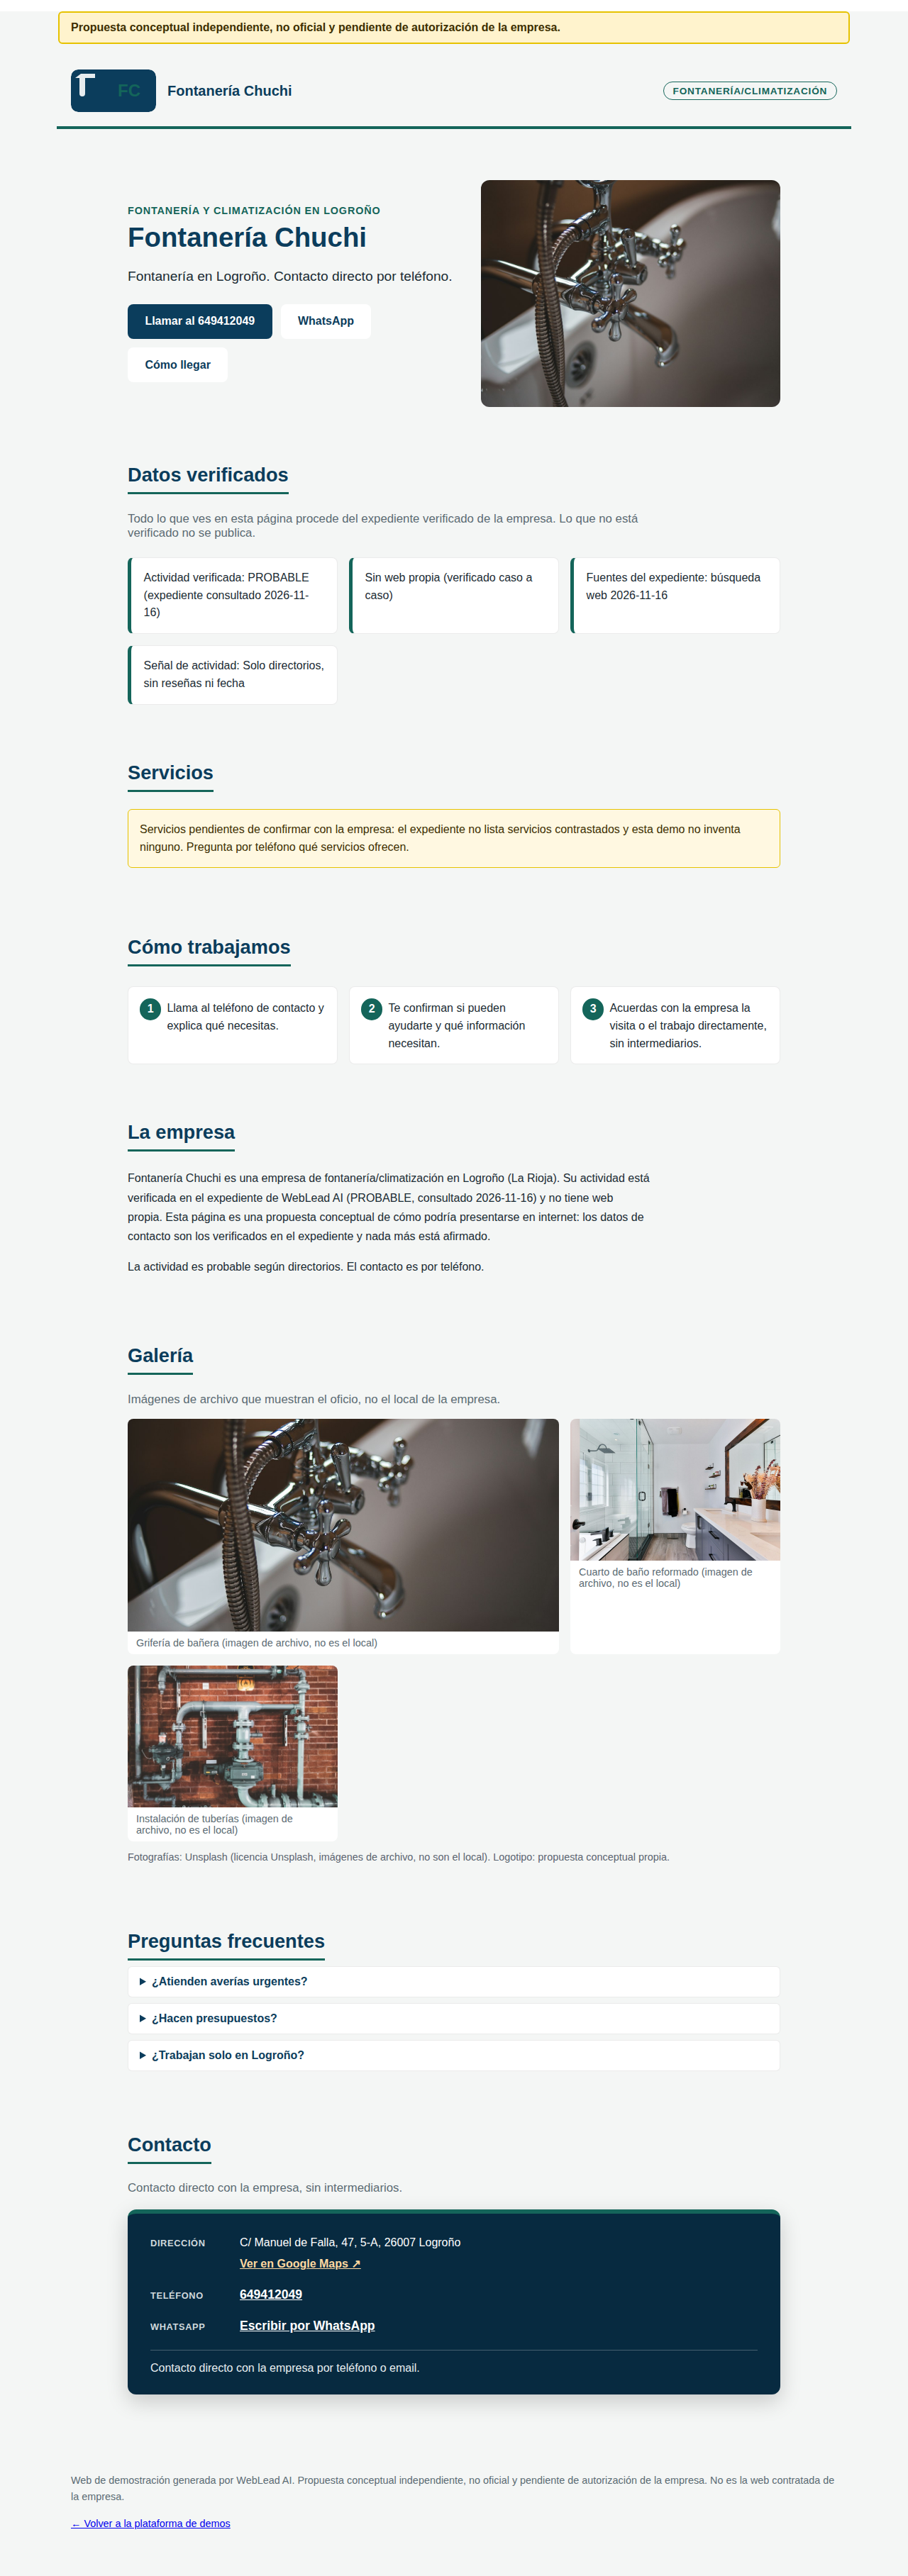 Propuesta conceptual independiente, no oficial y pendiente de autorización de la empresa.
FC
Fontanería Chuchi
FONTANERÍA/CLIMATIZACIÓN
FONTANERÍA Y CLIMATIZACIÓN EN LOGROÑO
Fontanería Chuchi
Fontanería en Logroño. Contacto directo por teléfono.
Llamar al 649412049
WhatsApp
Cómo llegar
Datos verificados
Todo lo que ves en esta página procede del expediente verificado de la empresa. Lo que no está
verificado no se publica.
Actividad verificada: PROBABLE
(expediente consultado 2026-11-
16)
Sin web propia (verificado caso a
caso)
Fuentes del expediente: búsqueda
web 2026-11-16
Señal de actividad: Solo directorios,
sin reseñas ni fecha
Servicios
Servicios pendientes de confirmar con la empresa: el expediente no lista servicios contrastados y esta demo no inventa
ninguno. Pregunta por teléfono qué servicios ofrecen.
Cómo trabajamos
1
Llama al teléfono de contacto y
explica qué necesitas.
2
Te confirman si pueden
ayudarte y qué información
necesitan.
3
Acuerdas con la empresa la
visita o el trabajo directamente,
sin intermediarios.
La empresa
Fontanería Chuchi es una empresa de fontanería/climatización en Logroño (La Rioja). Su actividad está
verificada en el expediente de WebLead AI (PROBABLE, consultado 2026-11-16) y no tiene web
propia. Esta página es una propuesta conceptual de cómo podría presentarse en internet: los datos de
contacto son los verificados en el expediente y nada más está afirmado.
La actividad es probable según directorios. El contacto es por teléfono.
Galería
Imágenes de archivo que muestran el oficio, no el local de la empresa.
Grifería de bañera (imagen de archivo, no es el local)
Cuarto de baño reformado (imagen de
archivo, no es el local)
Instalación de tuberías (imagen de
archivo, no es el local)
Fotografías: Unsplash (licencia Unsplash, imágenes de archivo, no son el local). Logotipo: propuesta conceptual propia.
Preguntas frecuentes
▶ ¿Atienden averías urgentes?
▶ ¿Hacen presupuestos?
▶ ¿Trabajan solo en Logroño?
Contacto
Contacto directo con la empresa, sin intermediarios.
DIRECCIÓN
C/ Manuel de Falla, 47, 5-A, 26007 Logroño
Ver en Google Maps ↗
TELÉFONO
649412049
WHATSAPP
Escribir por WhatsApp
Contacto directo con la empresa por teléfono o email.
Web de demostración generada por WebLead AI. Propuesta conceptual independiente, no oficial y pendiente de autorización de la empresa. No es la web contratada de
la empresa.
← Volver a la plataforma de demos